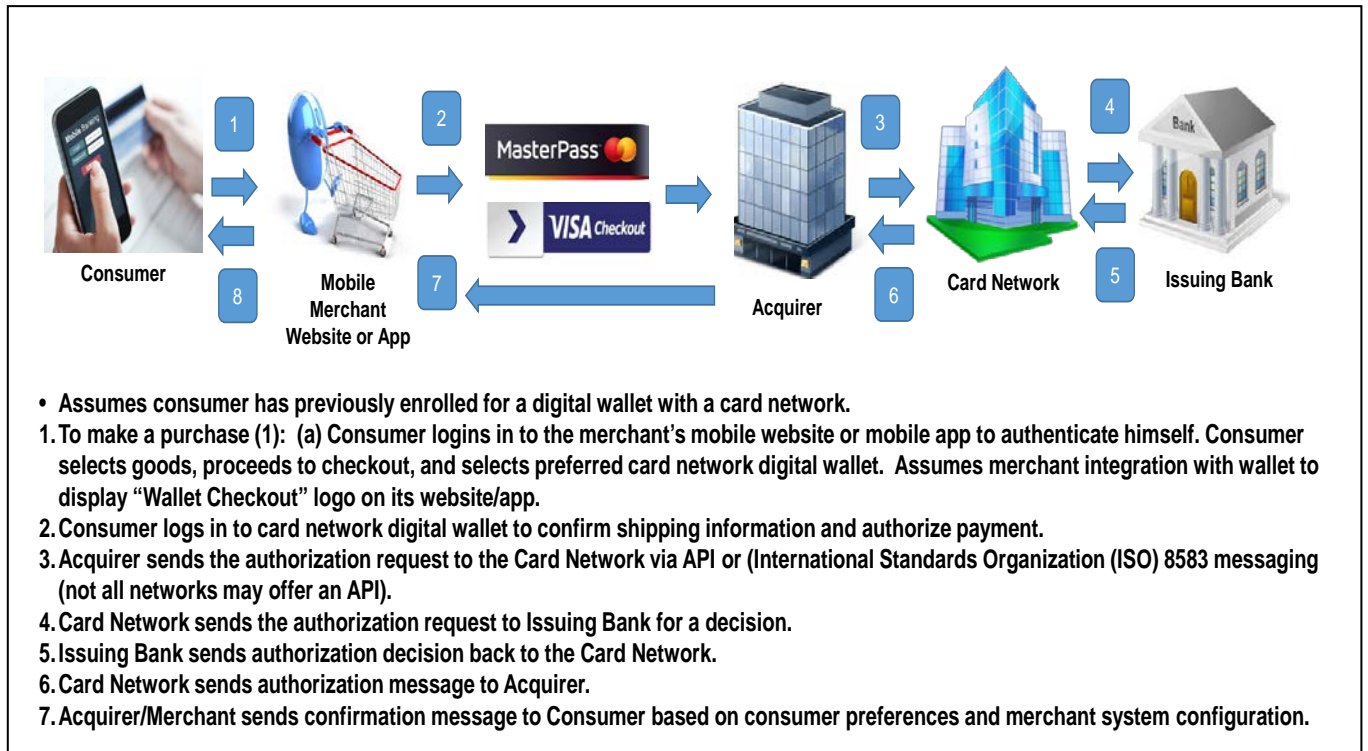 1
2
3
4
Mobile Banking
MasterPass
VISA Checkout
Bank
Consumer
8
Mobile
Merchant
Website or App
7
Acquirer
6
Card Network
5
Issuing Bank
• Assumes consumer has previously enrolled for a digital wallet with a card network.
1. To make a purchase (1): (a) Consumer logins in to the merchant's mobile website or mobile app to authenticate himself. Consumer
selects goods, proceeds to checkout, and selects preferred card network digital wallet. Assumes merchant integration with wallet to
display “Wallet Checkout” logo on its website/app.
2. Consumer logs in to card network digital wallet to confirm shipping information and authorize payment.
3. Acquirer sends the authorization request to the Card Network via API or (International Standards Organization (ISO) 8583 messaging
(not all networks may offer an API).
4. Card Network sends the authorization request to Issuing Bank for a decision.
5. Issuing Bank sends authorization decision back to the Card Network.
6. Card Network sends authorization message to Acquirer.
7. Acquirer/Merchant sends confirmation message to Consumer based on consumer preferences and merchant system configuration.